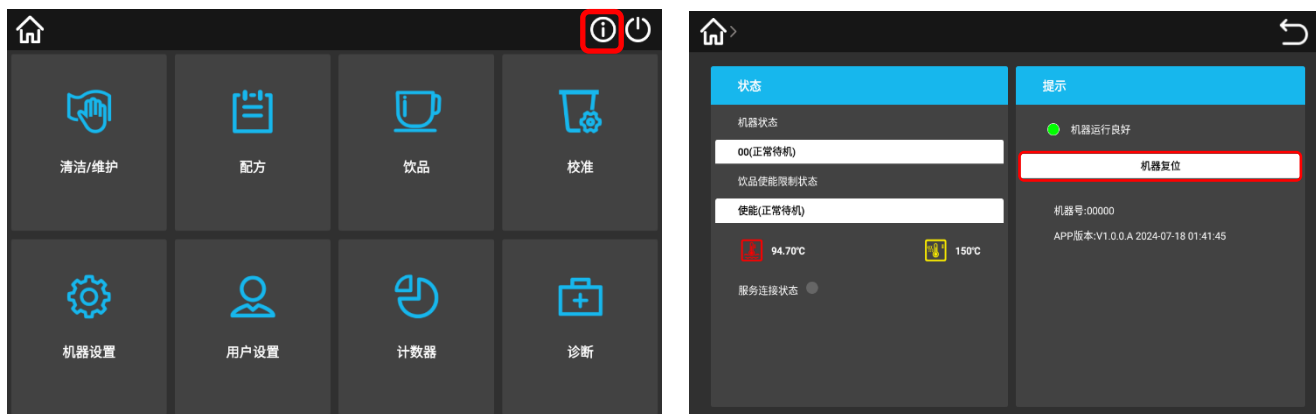 清洁/维护
配方
饮品
校准
机器设置
用户设置
计数器
诊断
状态
机器状态
00(正常待机)
饮品使能限制状态
使能(正常待机)
94.70℃
150℃
服务连接状态
提示
机器运行良好
机器复位
机器号:00000
APP版本:V1.0.0.A 2024-07-18 01:41:45